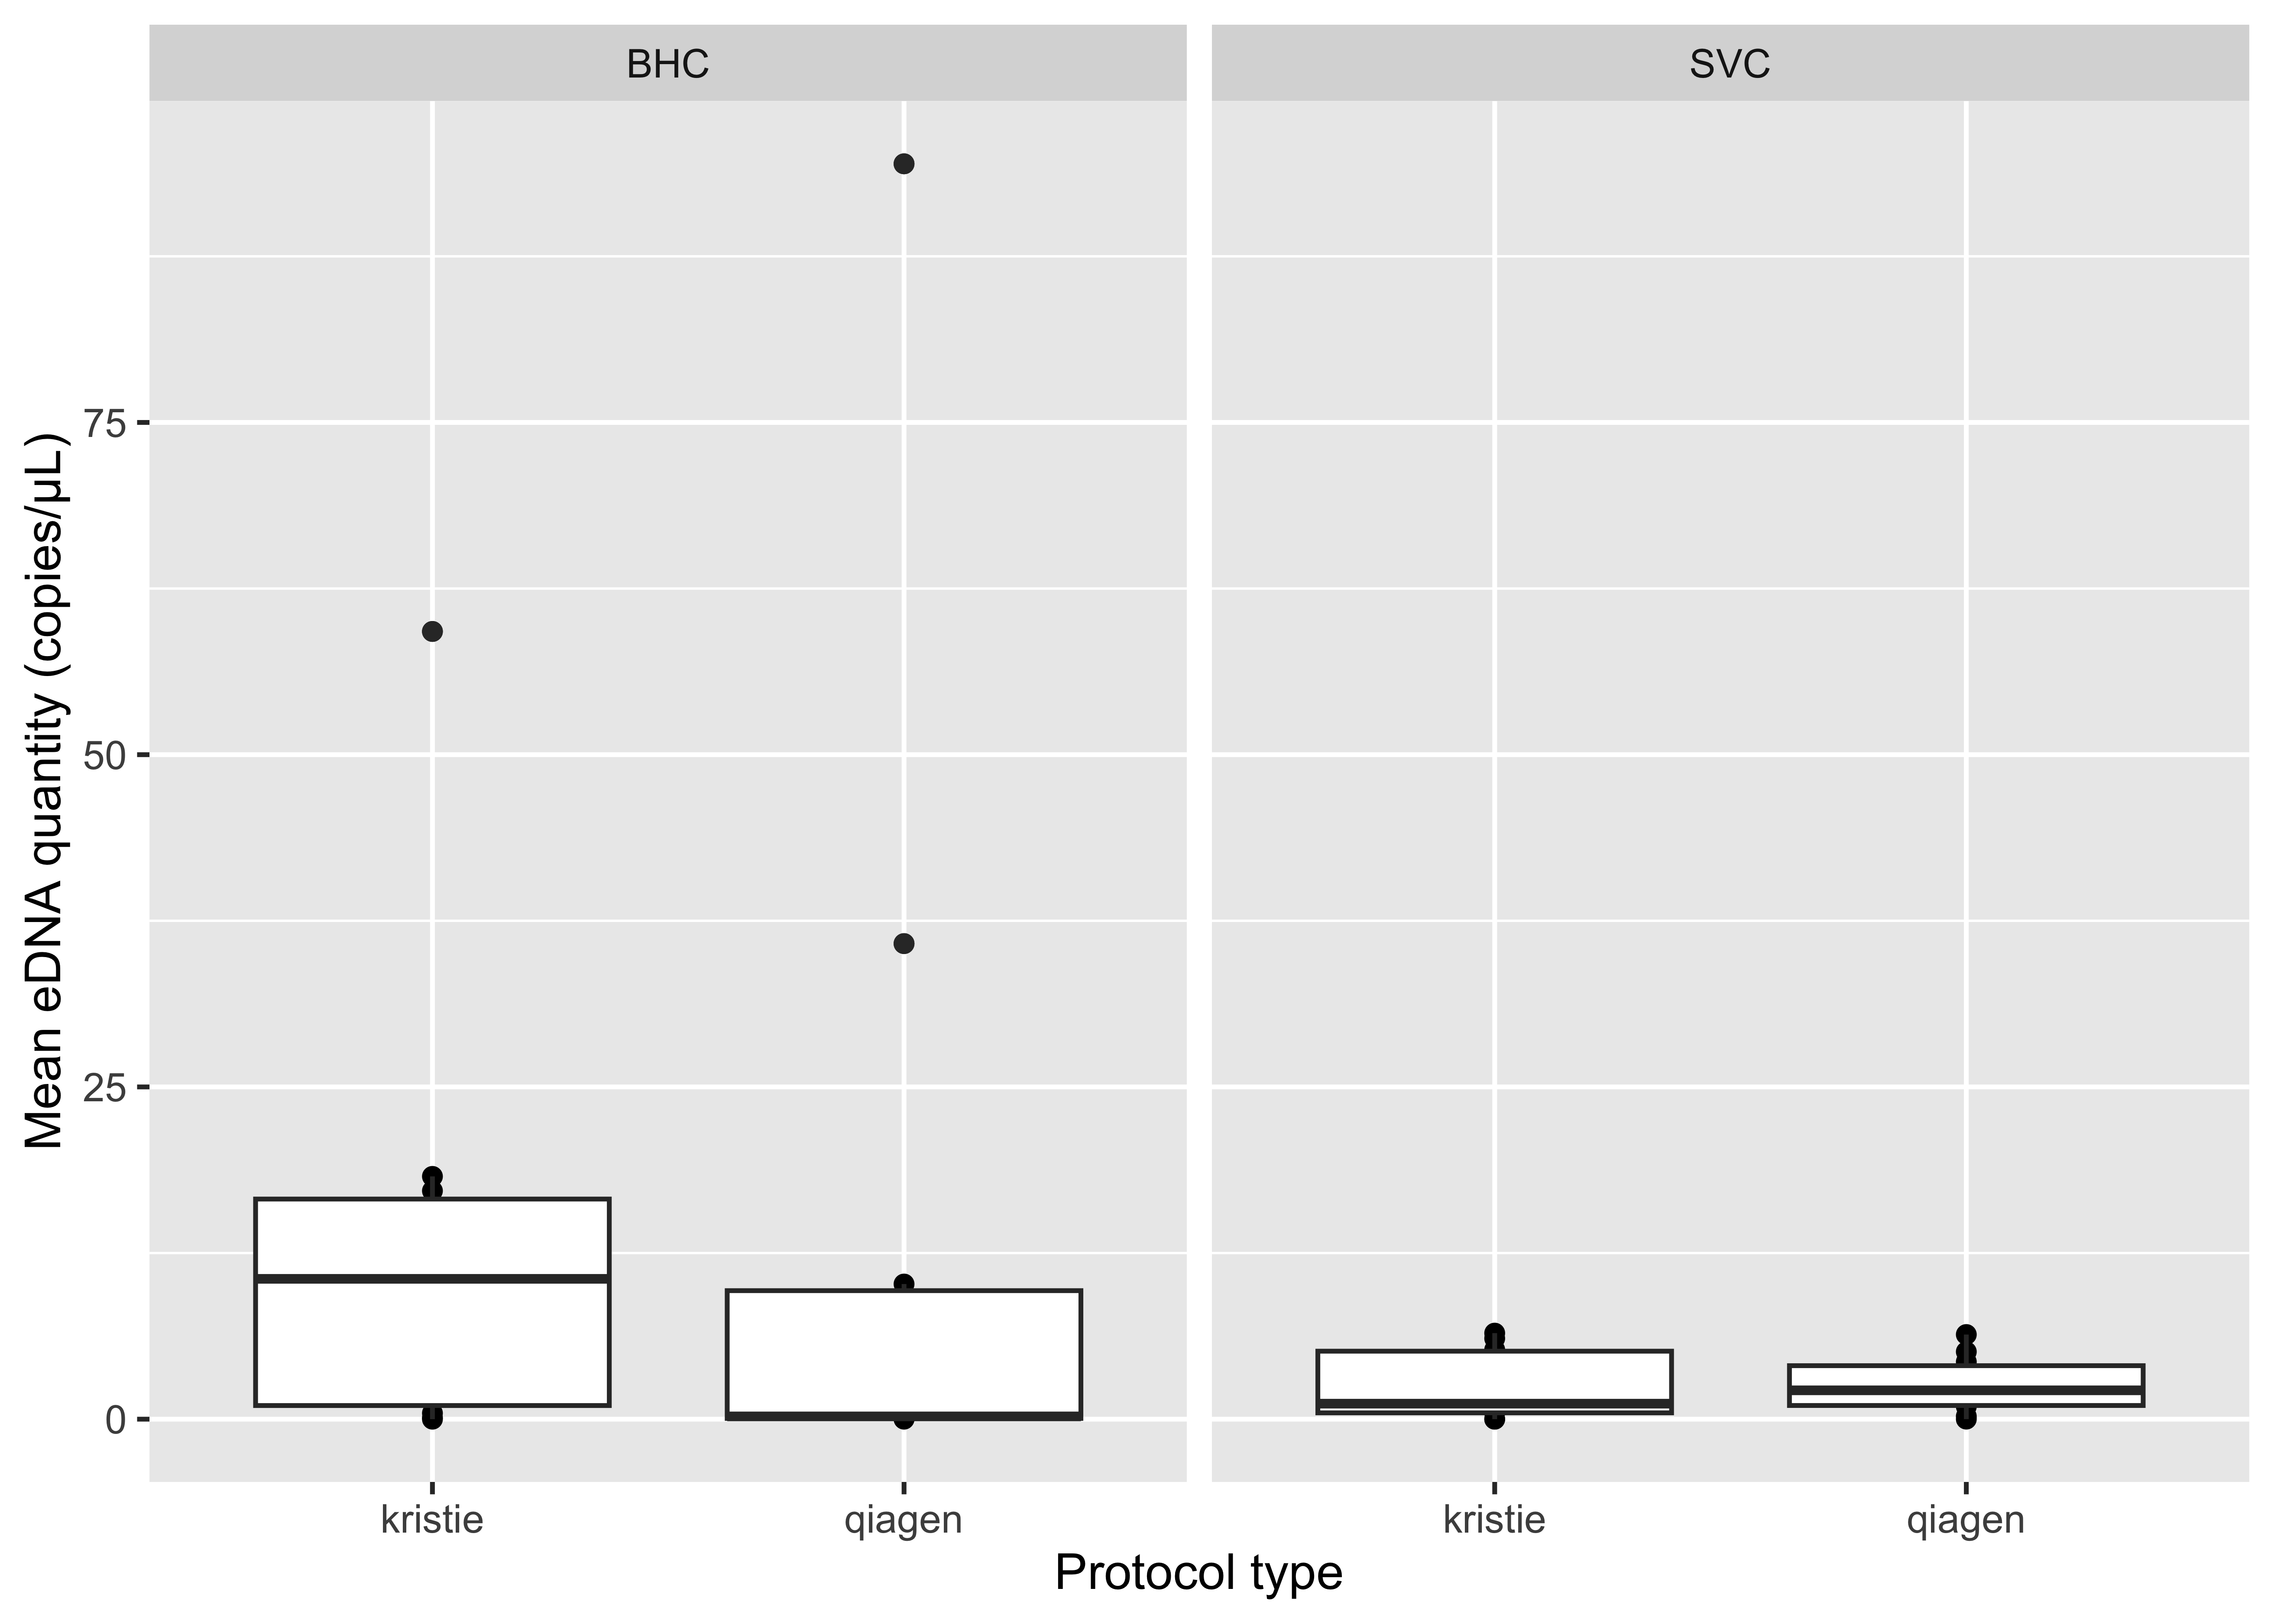 BHC
SVC
Mean eDNA quantity (copies/µL)
75
50
25
0
kristie
qiagen
kristie
qiagen
Protocol type